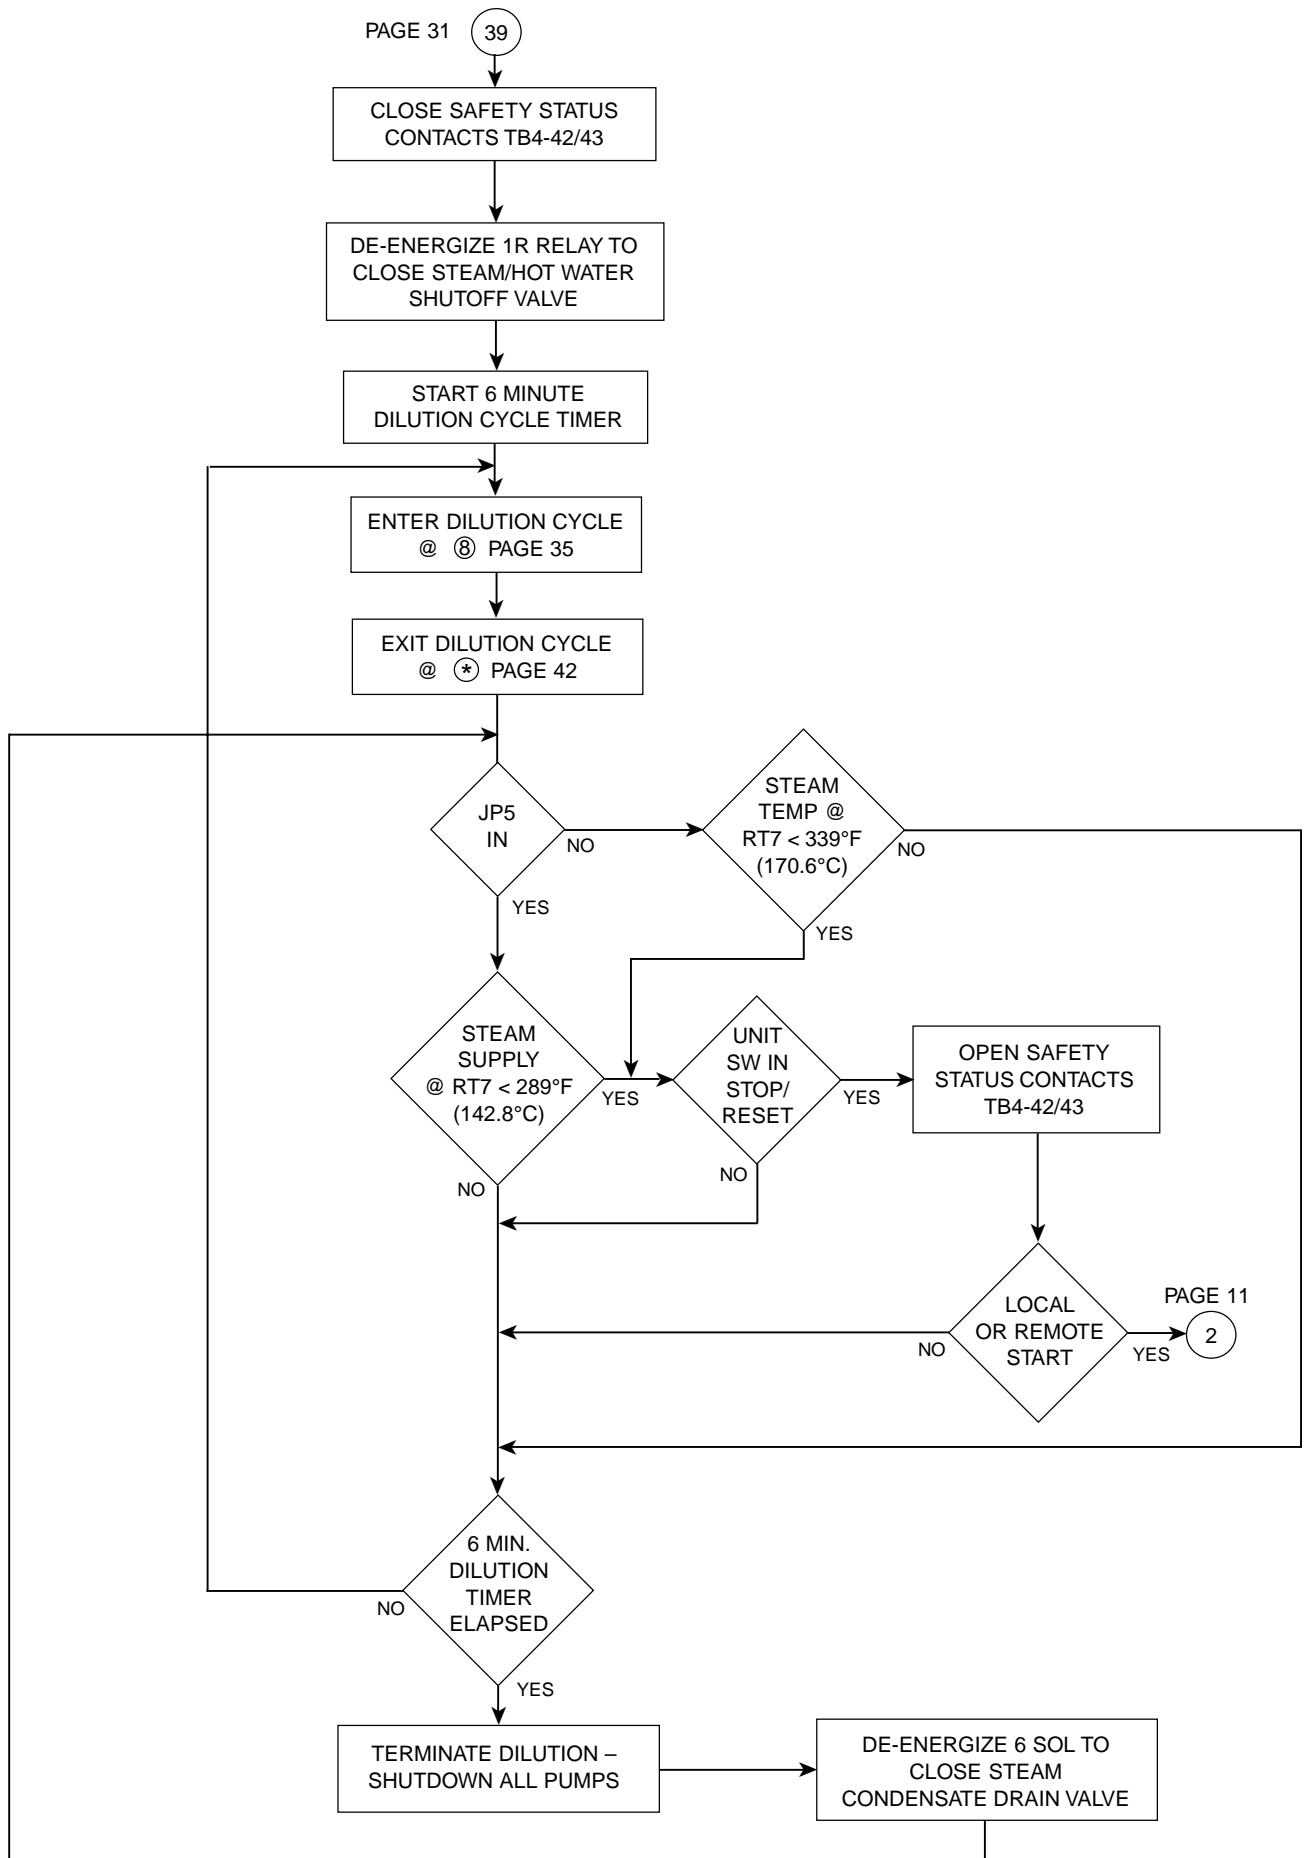 PAGE 31
39
CLOSE SAFETY STATUS
CONTACTS TB4-42/43
DE-ENERGIZE 1R RELAY TO
CLOSE STEAM/HOT WATER
SHUTOFF VALVE
START 6 MINUTE
DILUTION CYCLE TIMER
ENTER DILUTION CYCLE
@ ⑧ PAGE 35
EXIT DILUTION CYCLE
@ * PAGE 42
JP5
IN
NO
YES
STEAM
TEMP @
RT7 < 339°F
(170.6°C)
NO
YES
STEAM
SUPPLY
@ RT7 < 289°F
(142.8°C)
YES
NO
UNIT
SW IN
STOP/
RESET
YES
NO
OPEN SAFETY
STATUS CONTACTS
TB4-42/43
LOCAL
OR REMOTE
START
NO
YES
PAGE 11
2
6 MIN.
DILUTION
TIMER
ELAPSED
NO
YES
TERMINATE DILUTION –
SHUTDOWN ALL PUMPS
DE-ENERGIZE 6 SOL TO
CLOSE STEAM
CONDENSATE DRAIN VALVE